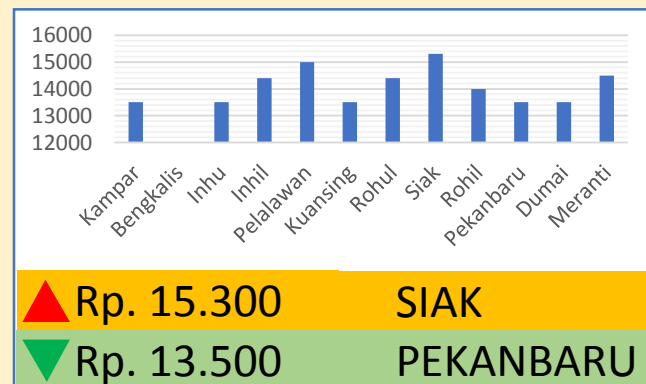 16000
15000
14000
13000
12000
Kampar
Bengkalis
Inhu
Inhil
Pelalawan
Kuansing
Rohul
Siak
Rohil
Pekanbaru
Dumai
Meranti
Rp. 15.300 SIAK
Rp. 13.500 PEKANBARU